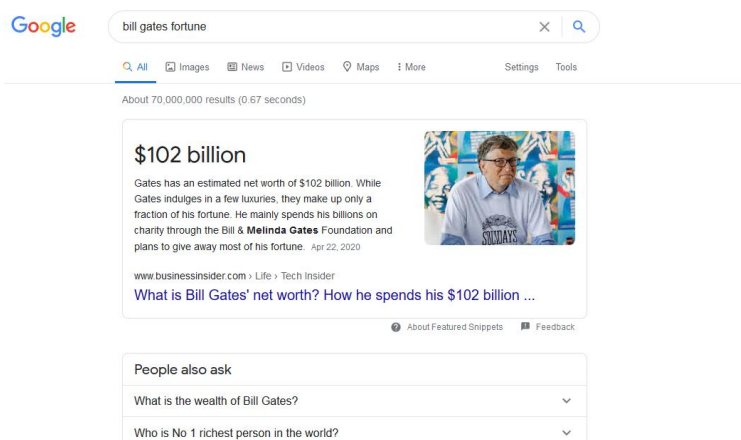 Google
bill gates fortune
All Images News Videos Maps More Settings Tools
About 70,000,000 results (0.67 seconds)
$102 billion
Gates has an estimated net worth of $102 billion. While
Gates indulges in a few luxuries, they make up only a
fraction of his fortune. He mainly spends his billions on
charity through the Bill & Melinda Gates Foundation and
plans to give away most of his fortune. Apr 22, 2020
SOLIDAYS
www.businessinsider.com › Life › Tech Insider
What is Bill Gates' net worth? How he spends his $102 billion ...
About Featured Snippets Feedback
People also ask
What is the wealth of Bill Gates?
Who is No 1 richest person in the world?